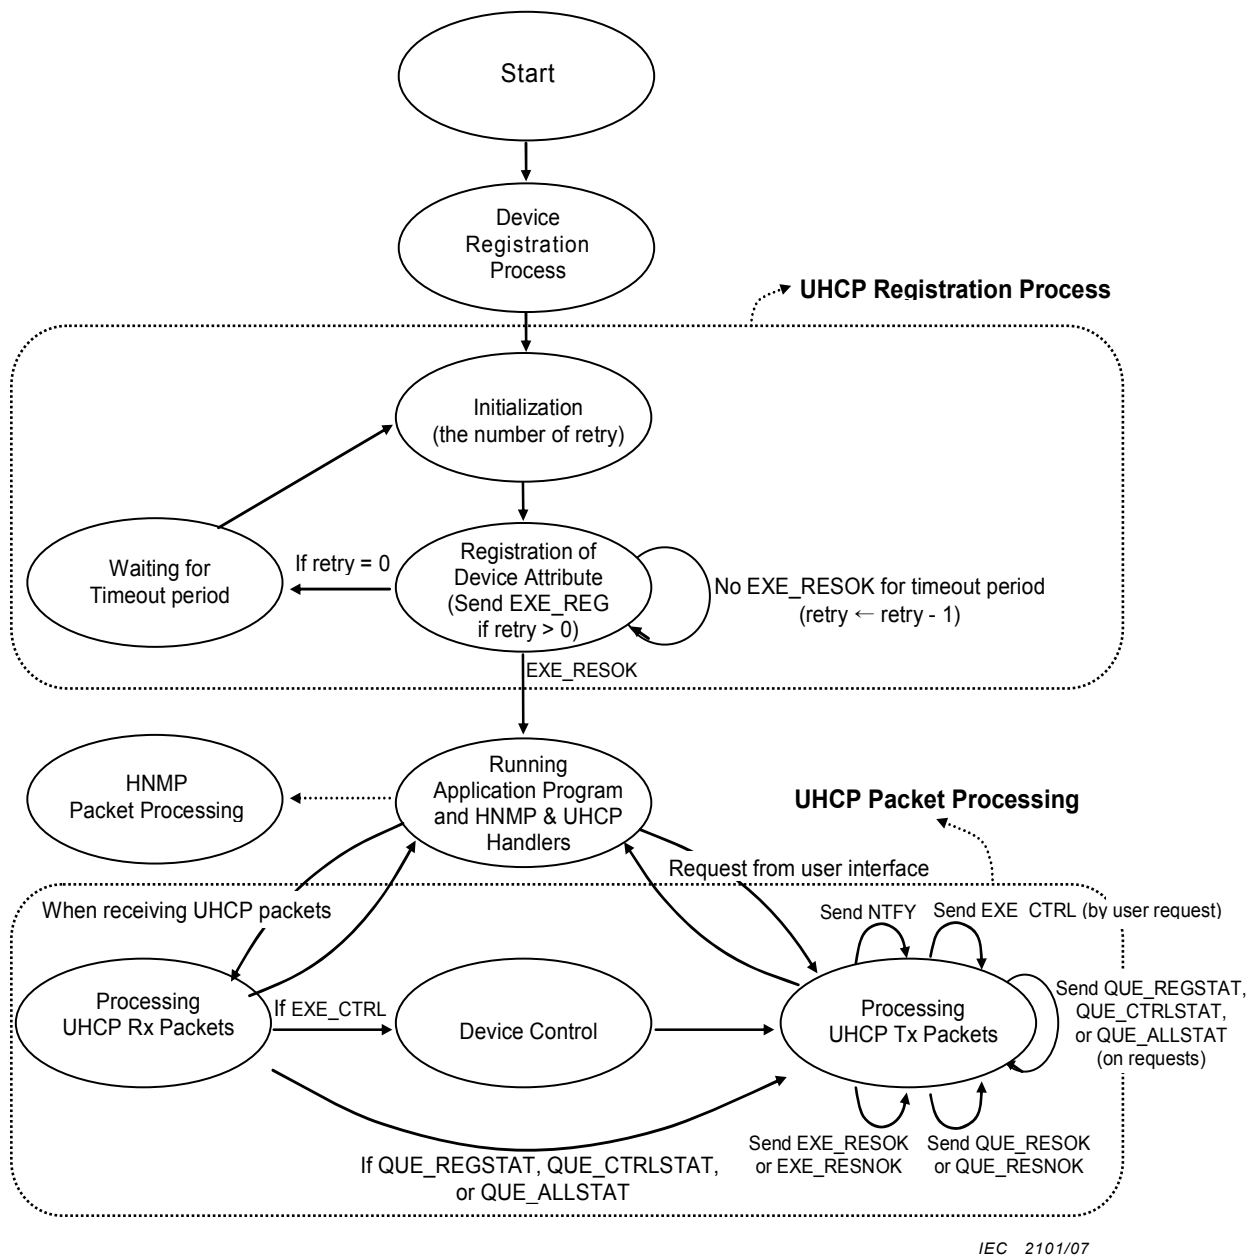 Start
Device
Registration
Process
UHCP Registration Process
Initialization
(the number of retry)
Waiting for
Timeout period
If retry = 0
Registration of
Device Attribute
(Send EXE_REG
if retry > 0)
No EXE_RESOK for timeout period
(retry ← retry - 1)
EXE_RESOK
HNMP
Packet Processing
Running
Application Program
and HNMP & UHCP
Handlers
UHCP Packet Processing
Request from user interface
When receiving UHCP packets
Send NTFY
Send EXE_CTRL (by user request)
Processing
UHCP Rx Packets
If EXE_CTRL
Device Control
Processing
UHCP Tx Packets
Send QUE_REGSTAT,
QUE_CTRLSTAT,
or QUE_ALLSTAT
(on requests)
Send EXE_RESOK
or EXE_RESNOK
Send QUE_RESOK
or QUE_RESNOK
If QUE_REGSTAT, QUE_CTRLSTAT,
or QUE_ALLSTAT
IEC 2101/07